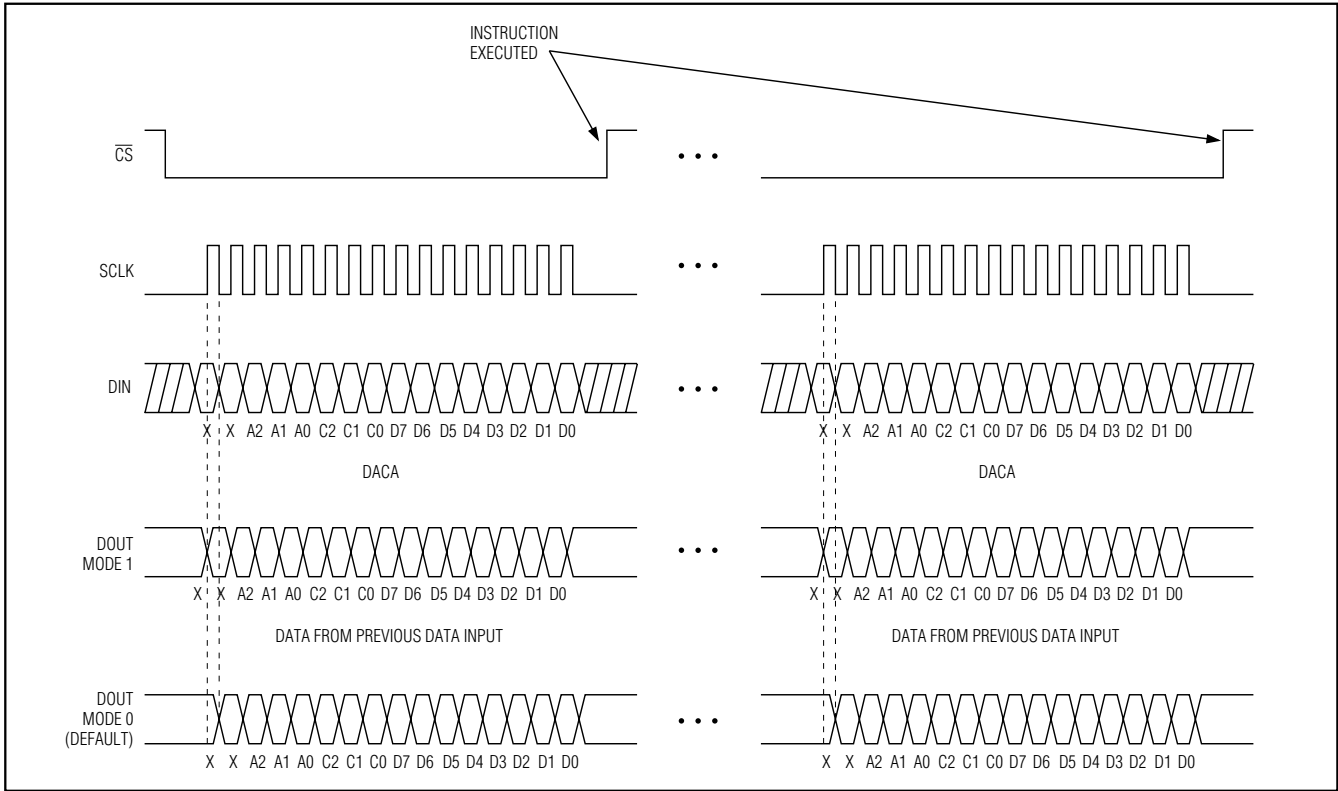 INSTRUCTION
EXECUTED
CS
SCLK
DIN
X X A2 A1 A0 C2 C1 C0 D7 D6 D5 D4 D3 D2 D1 D0
X X A2 A1 A0 C2 C1 C0 D7 D6 D5 D4 D3 D2 D1 D0
DACA
DACA
DOUT
MODE 1
X X A2 A1 A0 C2 C1 C0 D7 D6 D5 D4 D3 D2 D1 D0
X X A2 A1 A0 C2 C1 C0 D7 D6 D5 D4 D3 D2 D1 D0
DATA FROM PREVIOUS DATA INPUT
DATA FROM PREVIOUS DATA INPUT
DOUT
MODE 0
(DEFAULT)
X X A2 A1 A0 C2 C1 C0 D7 D6 D5 D4 D3 D2 D1 D0
X X A2 A1 A0 C2 C1 C0 D7 D6 D5 D4 D3 D2 D1 D0